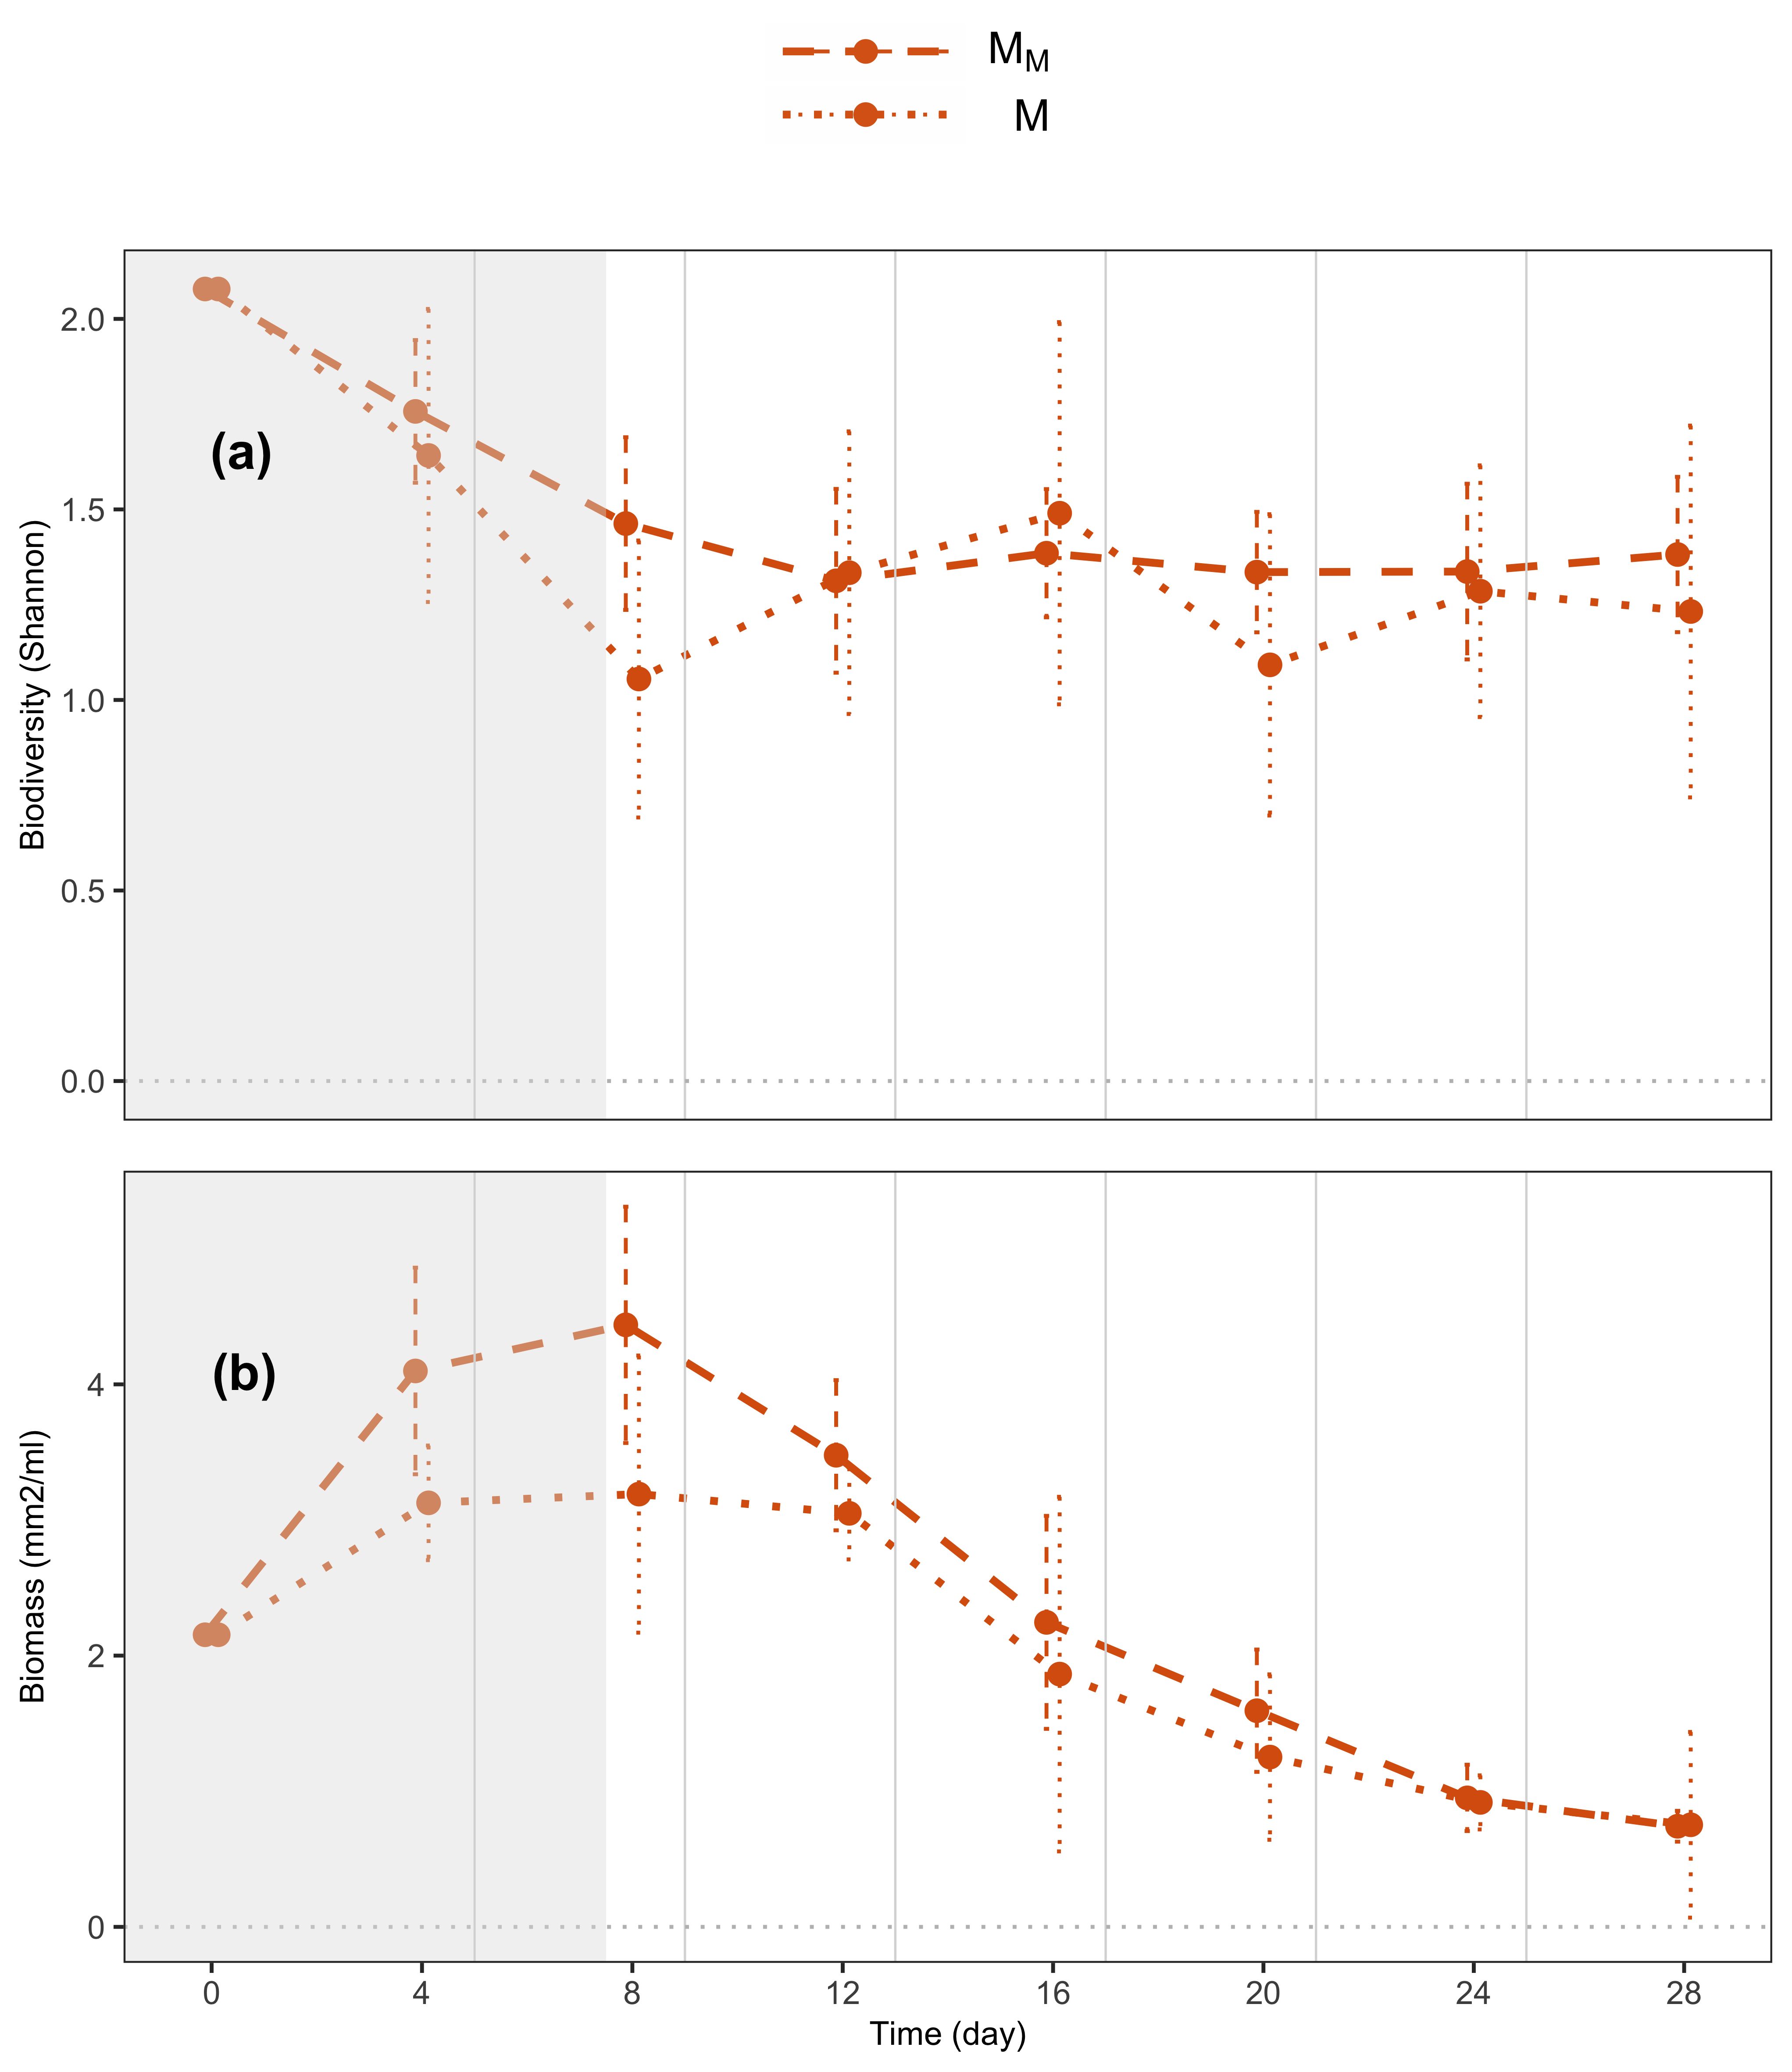 M_M
M
(a)
Biodiversity (Shannon)
2.0
1.5
1.0
0.5
0.0
(b)
Biomass (mm2/ml)
4
2
0
0 4 8 12 16 20 24 28
Time (day)